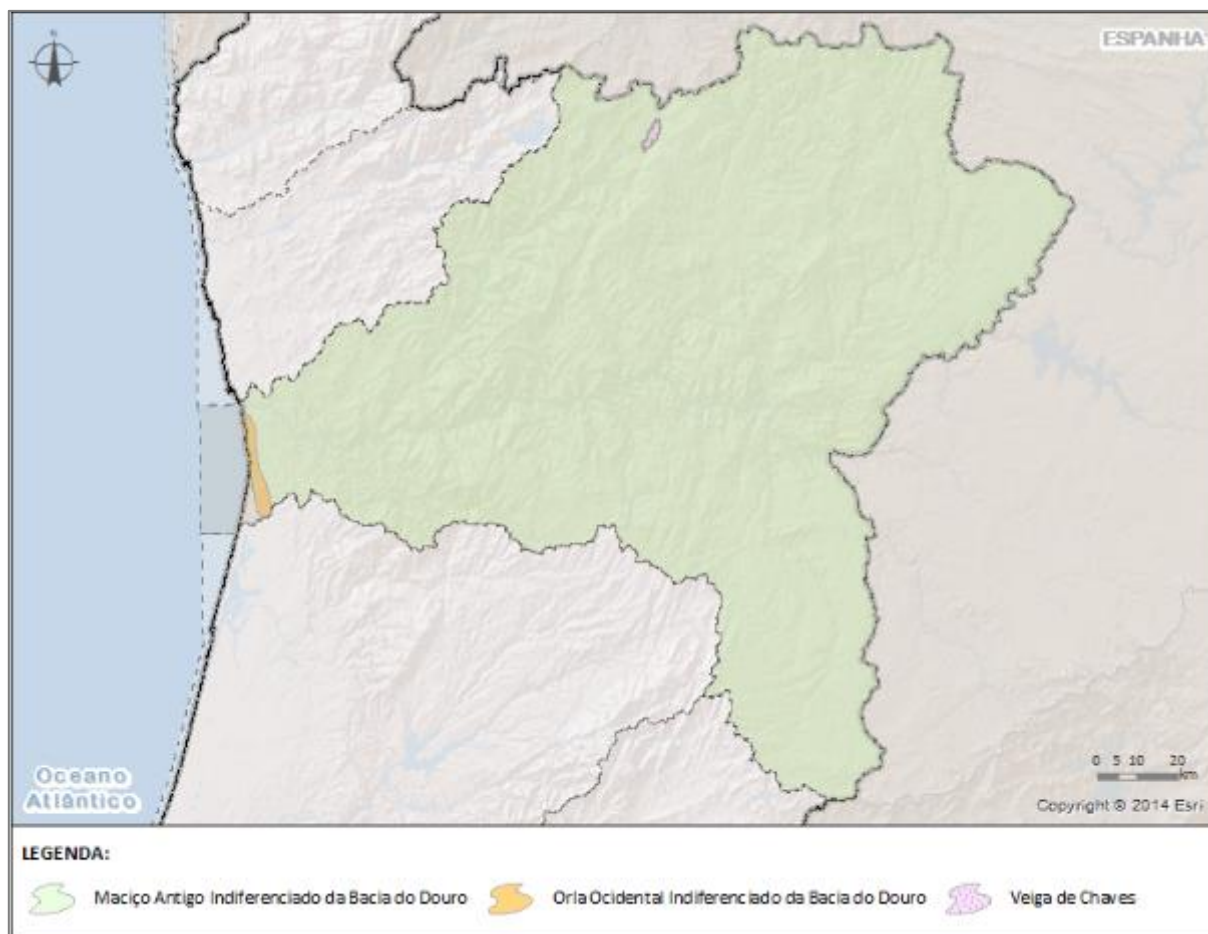 N
ESPANHA
Oceano
Atlântico
0 5 10 20
km
Copyright © 2014 Esri
LEGENDA:
Maciço Antigo Indiferenciado da Bacia do Douro
Orla Ocidental Indiferenciado da Bacia do Douro
Veiga de Chaves